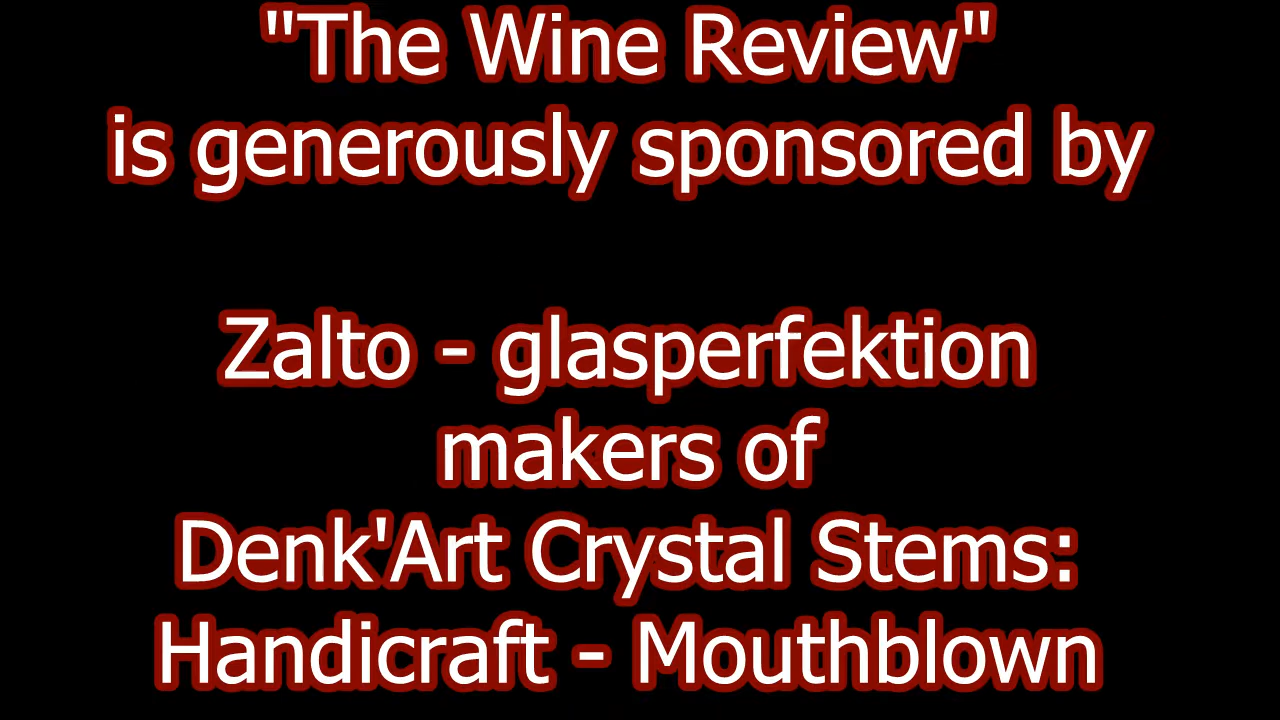 "The Wine Review"
is generously sponsored by
Zalto - glasperfektion
makers of
Denk'Art Crystal Stems:
Handicraft - Mouthblown